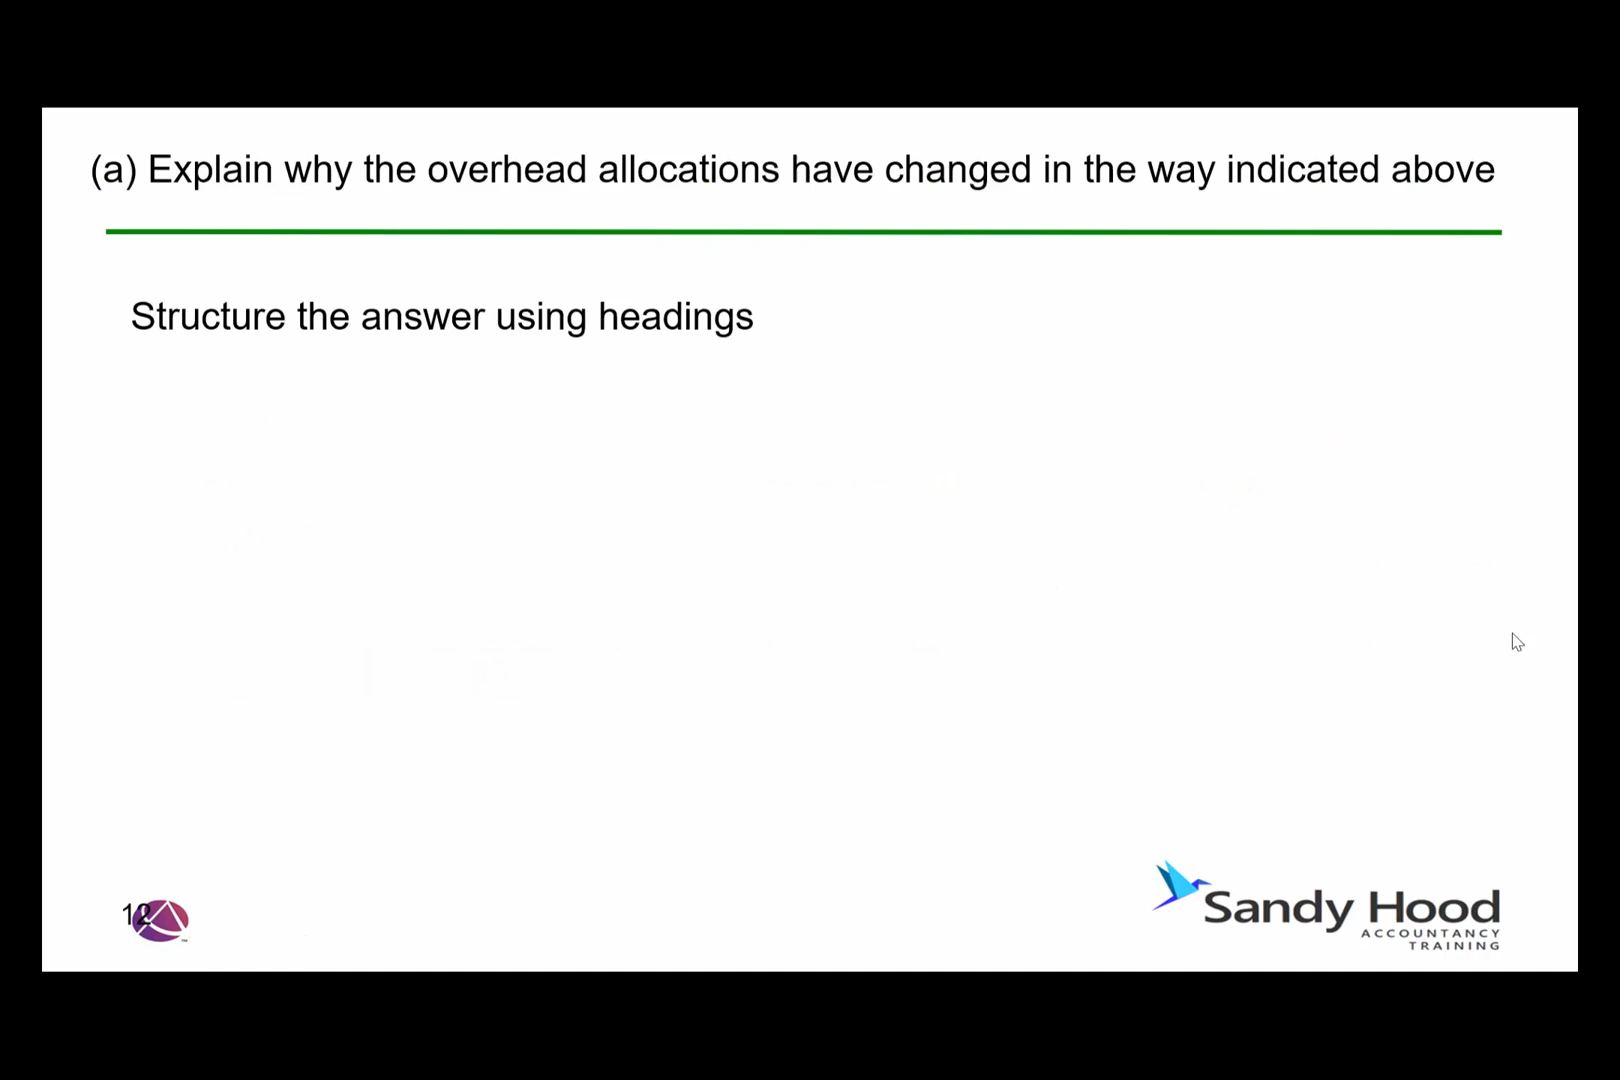 (a) Explain why the overhead allocations have changed in the way indicated above
Structure the answer using headings
12
Sandy Hood
ACCOUNTANCY
TRAINING